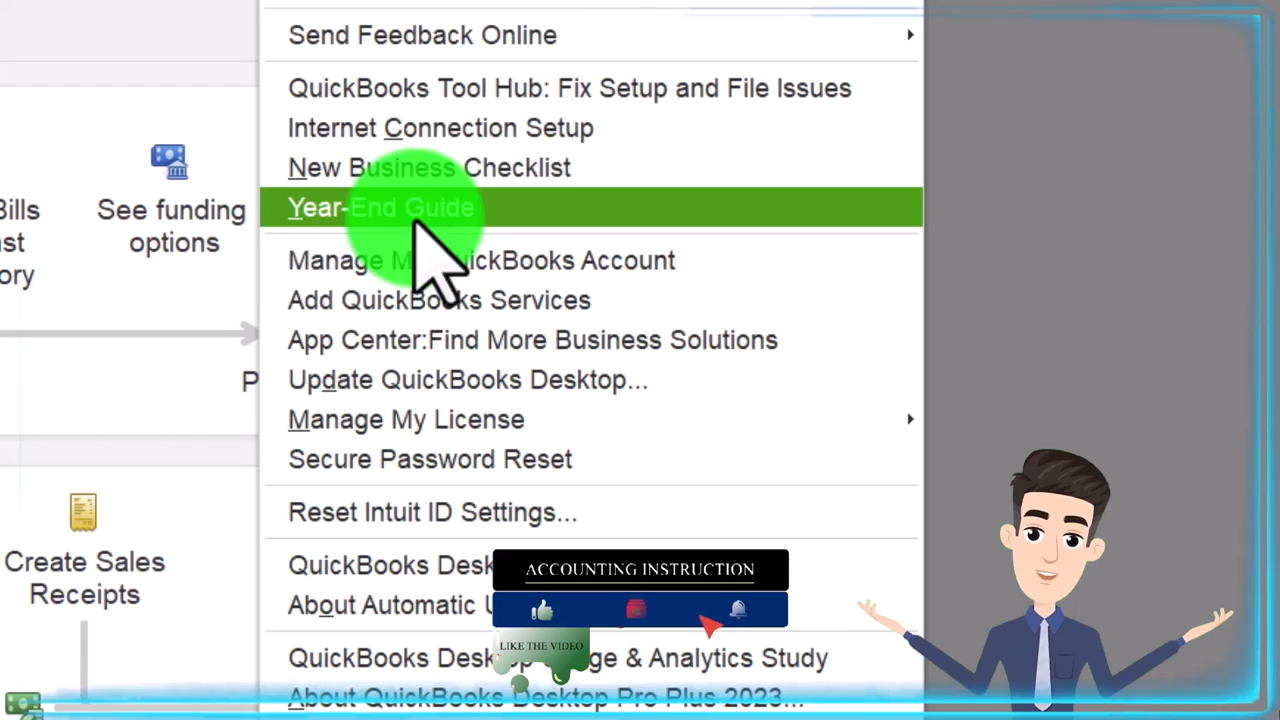 Send Feedback Online
QuickBooks Tool Hub: Fix Setup and File Issues
Internet Connection Setup
New Business Checklist
Year-End Guide
Manage M QuickBooks Account
Add QuickBooks Services
App Center:Find More Business Solutions
Update QuickBooks Desktop...
Manage My License
Secure Password Reset
Reset Intuit ID Settings...
QuickBooks Desk
About Automatic U
QuickBooks Desk ge & Analytics Study
About QuickBooks Desktop Pro Plus 2023...
Bills
st
ory
See funding
options
P
Create Sales
Receipts
ACCOUNTING INSTRUCTION
LIKE THE VIDEO